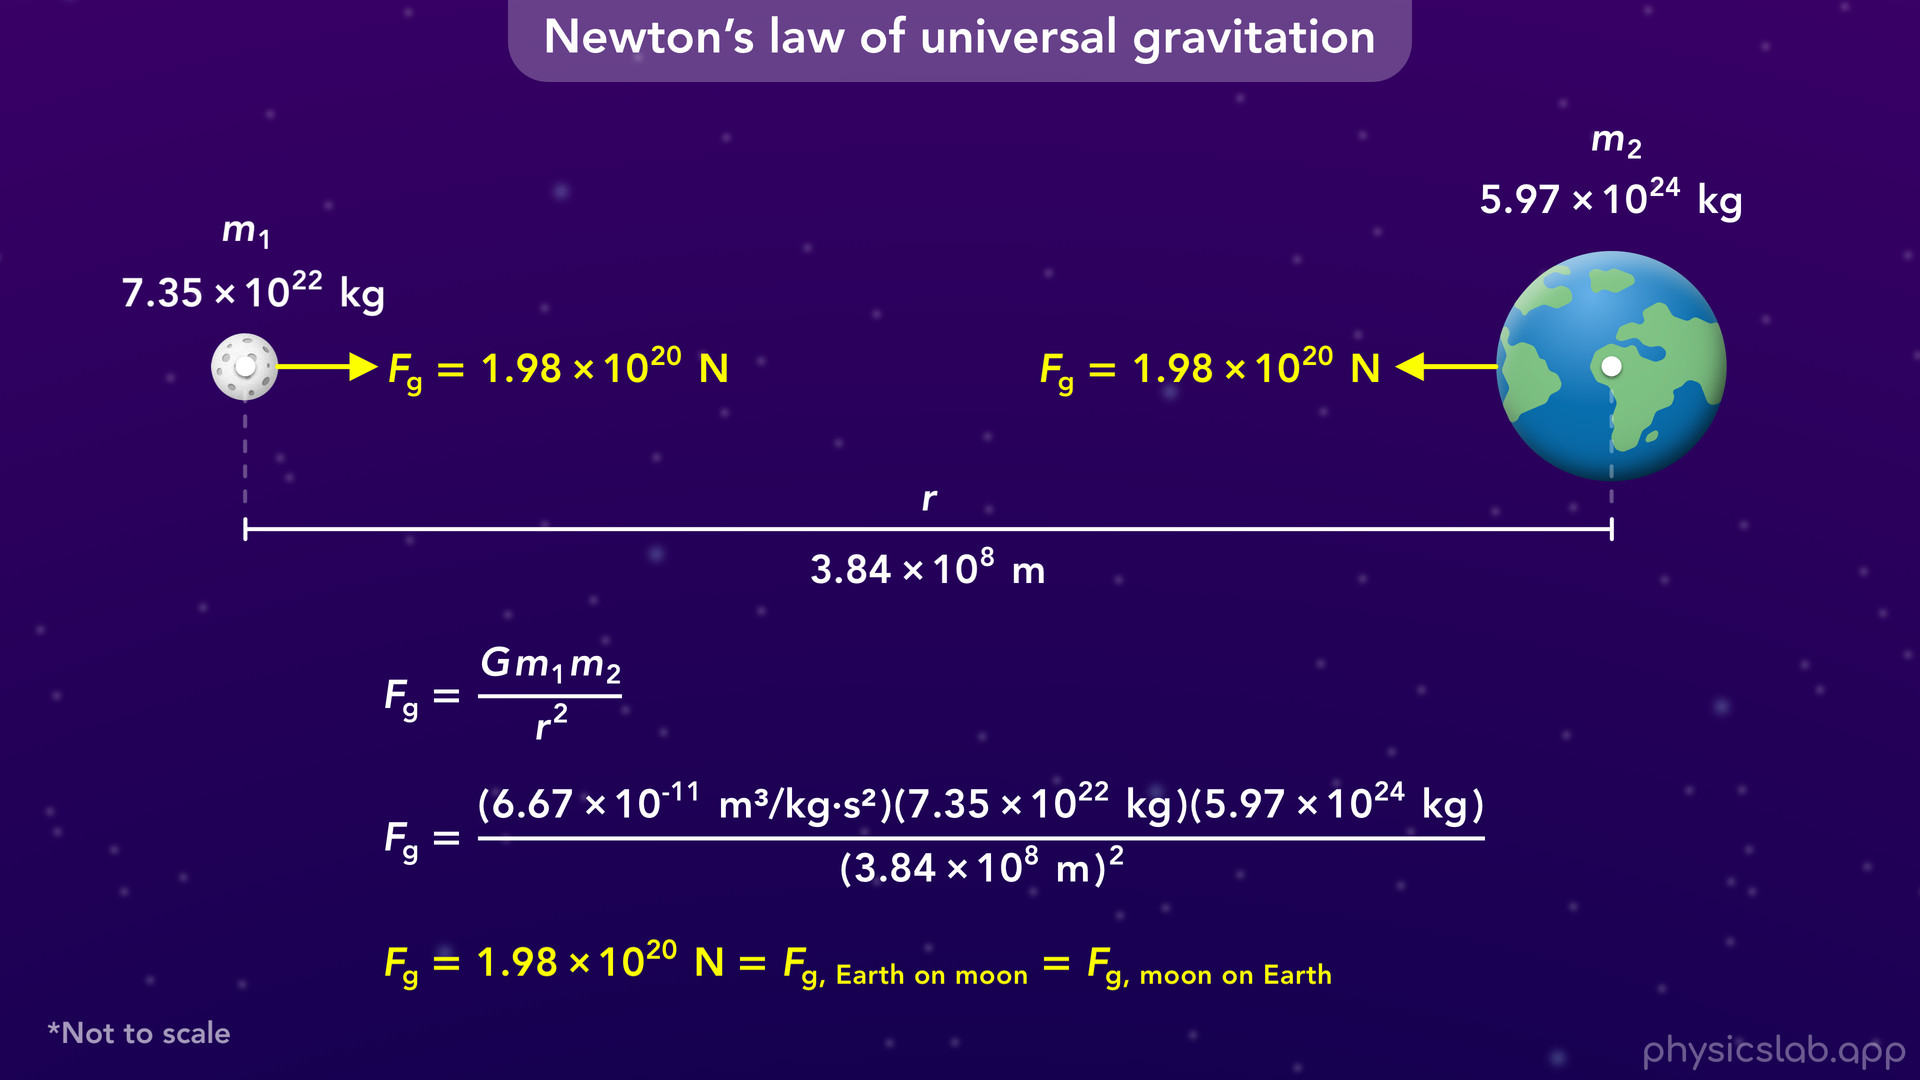 Newton's law of universal gravitation
m₂
5.97 × 10²⁴ kg
m₁
7.35 × 10²² kg
F_g = 1.98 × 10²⁰ N
F_g = 1.98 × 10²⁰ N
r
3.84 × 10⁸ m
F_g = Gm₁m₂ / r²
F_g = (6.67 × 10⁻¹¹ m³/kg·s²)(7.35 × 10²² kg)(5.97 × 10²⁴ kg) / (3.84 × 10⁸ m)²
F_g = 1.98 × 10²⁰ N = F_g, Earth on moon = F_g, moon on Earth
*Not to scale
physicslab.app